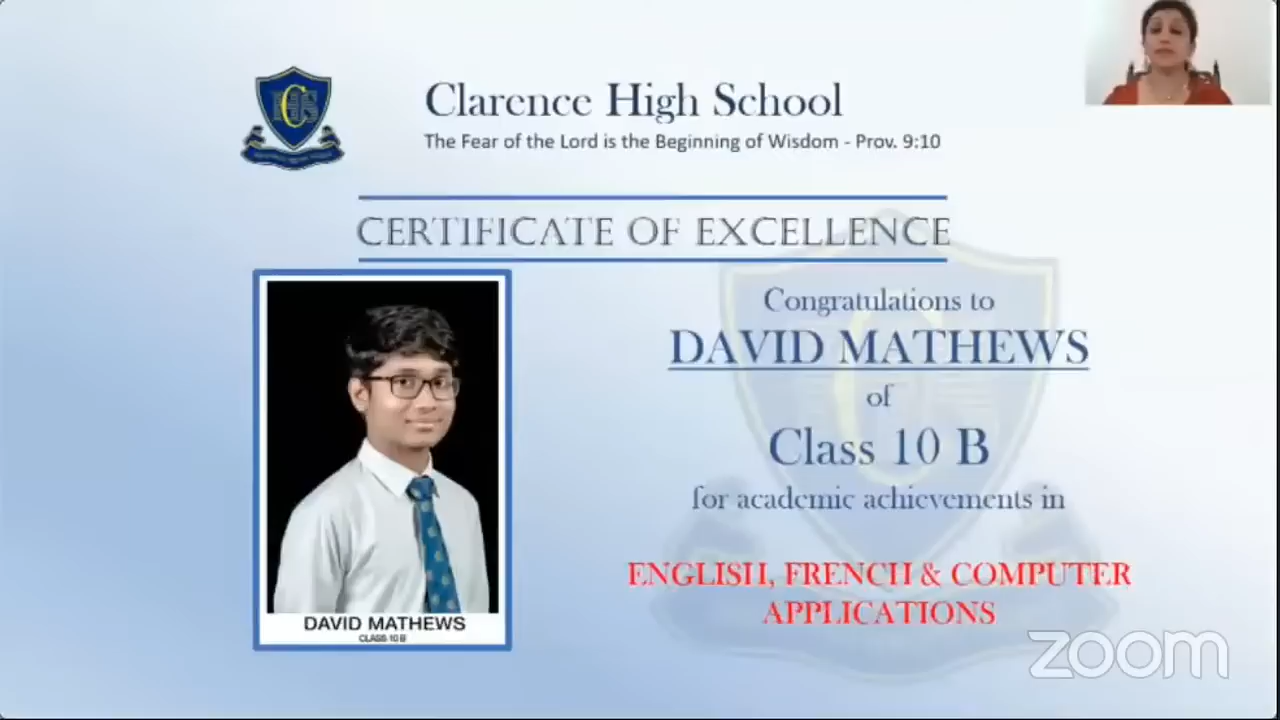 Clarence High School
The Fear of the Lord is the Beginning of Wisdom - Prov. 9:10
CERTIFICATE OF EXCELLENCE
Congratulations to
DAVID MATHEWS
of
Class 10 B
for academic achievements in
ENGLISH, FRENCH & COMPUTER
APPLICATIONS
DAVID MATHEWS
CLASS 10 B
zoom